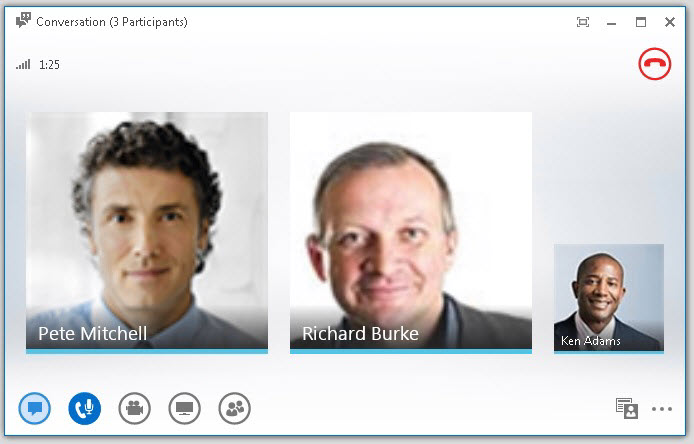 Conversation (3 Participants)
1:25
Pete Mitchell
Richard Burke
Ken Adams